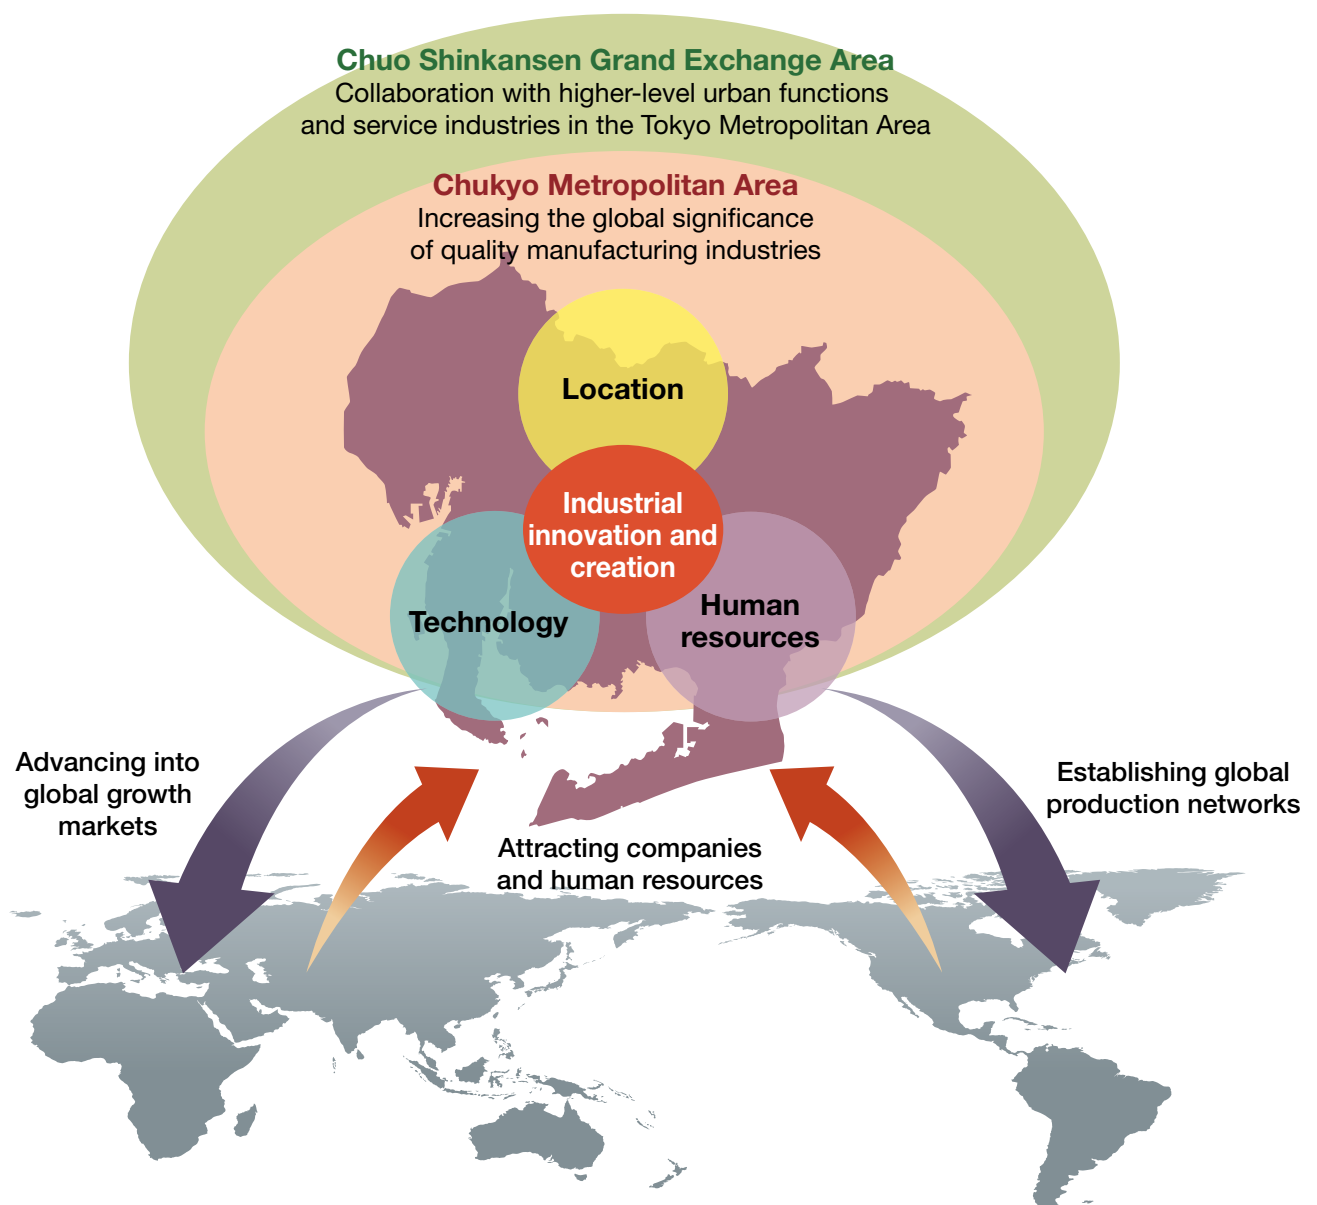 Chuo Shinkansen Grand Exchange Area
Collaboration with higher-level urban functions
and service industries in the Tokyo Metropolitan Area
Chukyo Metropolitan Area
Increasing the global significance
of quality manufacturing industries
Location
Industrial
innovation and
creation
Technology
Human
resources
Advancing into
global growth
markets
Attracting companies
and human resources
Establishing global
production networks